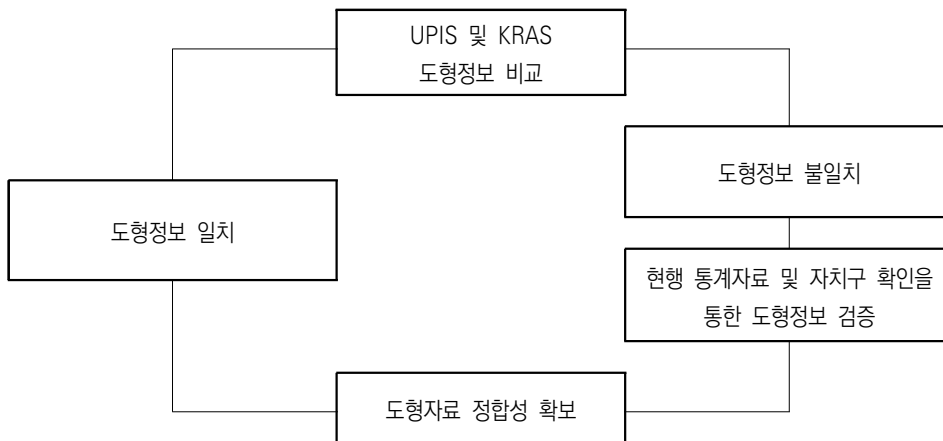 UPIS 및 KRAS
도형정보 비교
도형정보 불일치
도형정보 일치
현행 통계자료 및 자치구 확인을
통한 도형정보 검증
도형자료 정합성 확보